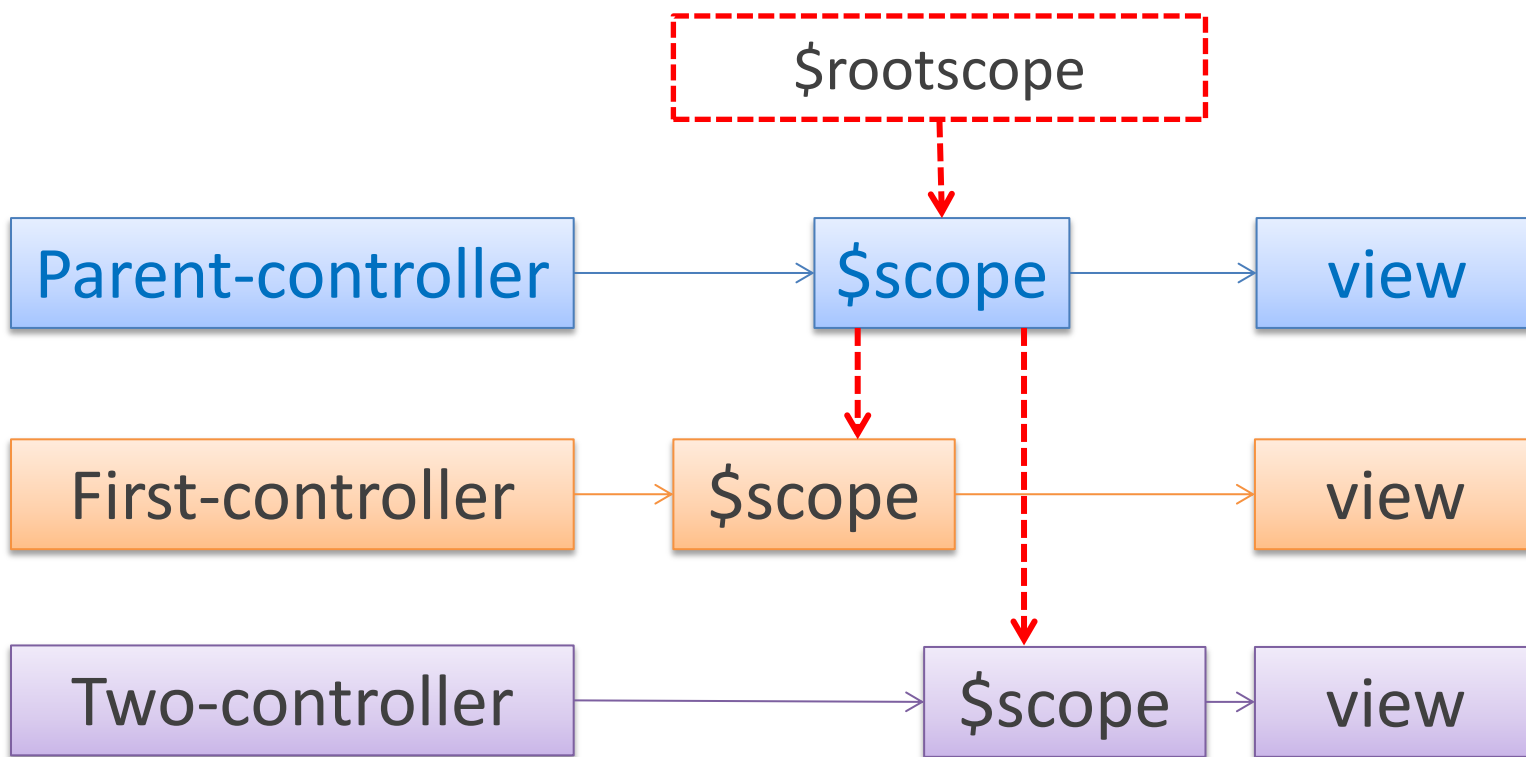 $rootscope
Parent-controller
$scope
view
First-controller
$scope
view
Two-controller
$scope
view